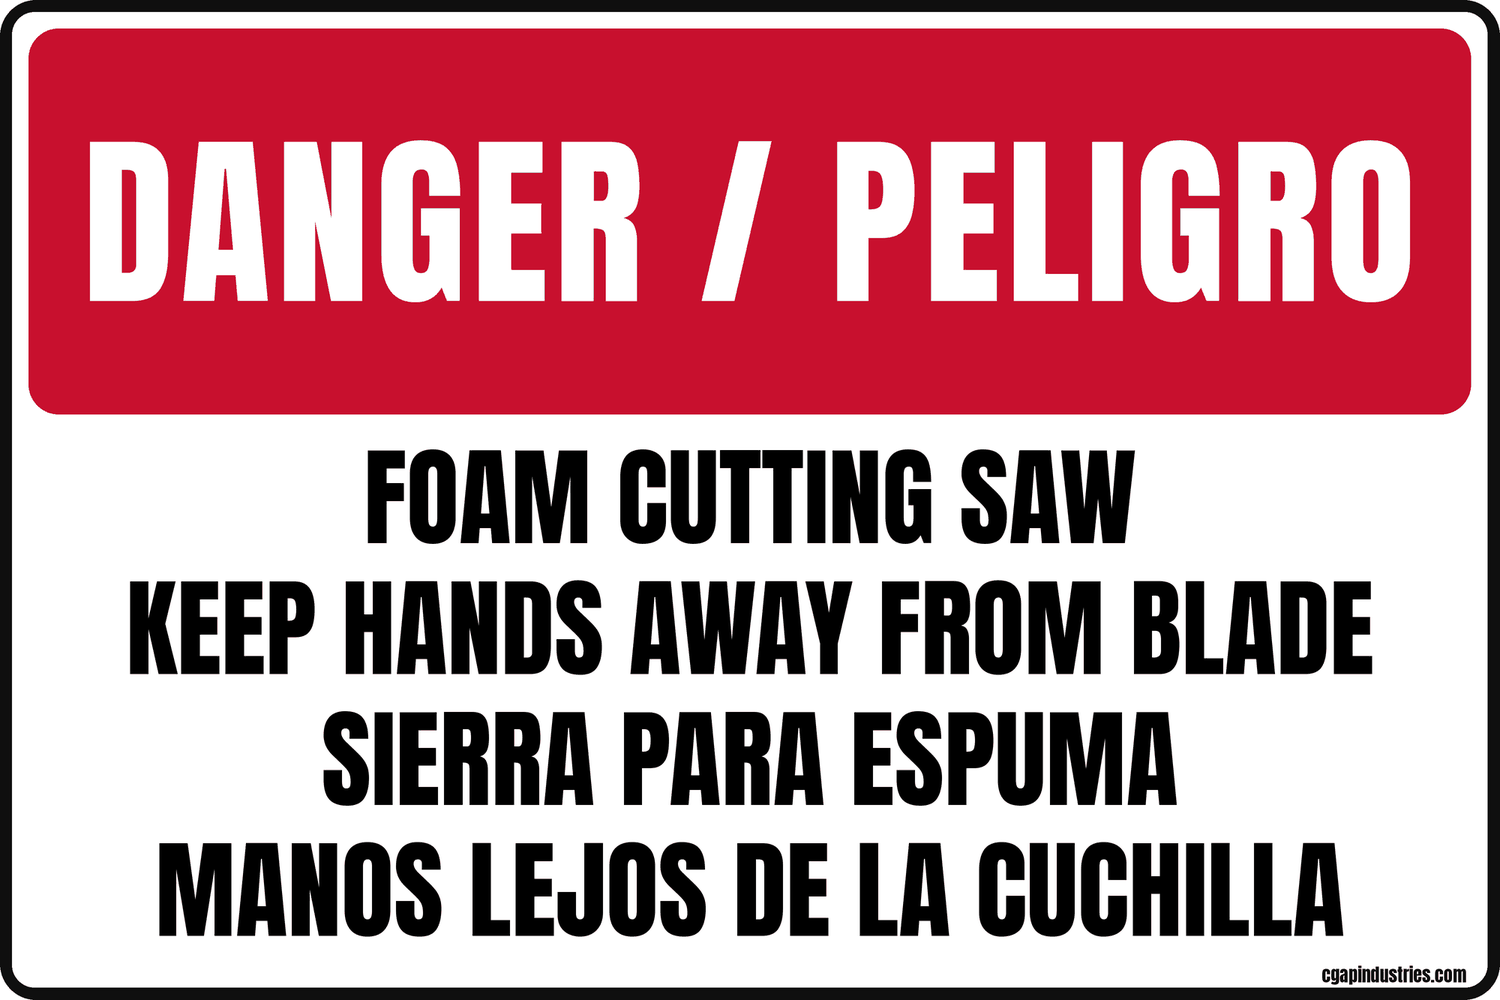 DANGER / PELIGRO
FOAM CUTTING SAW
KEEP HANDS AWAY FROM BLADE
SIERRA PARA ESPUMA
MANOS LEJOS DE LA CUCHILLA
cgapindustries.com